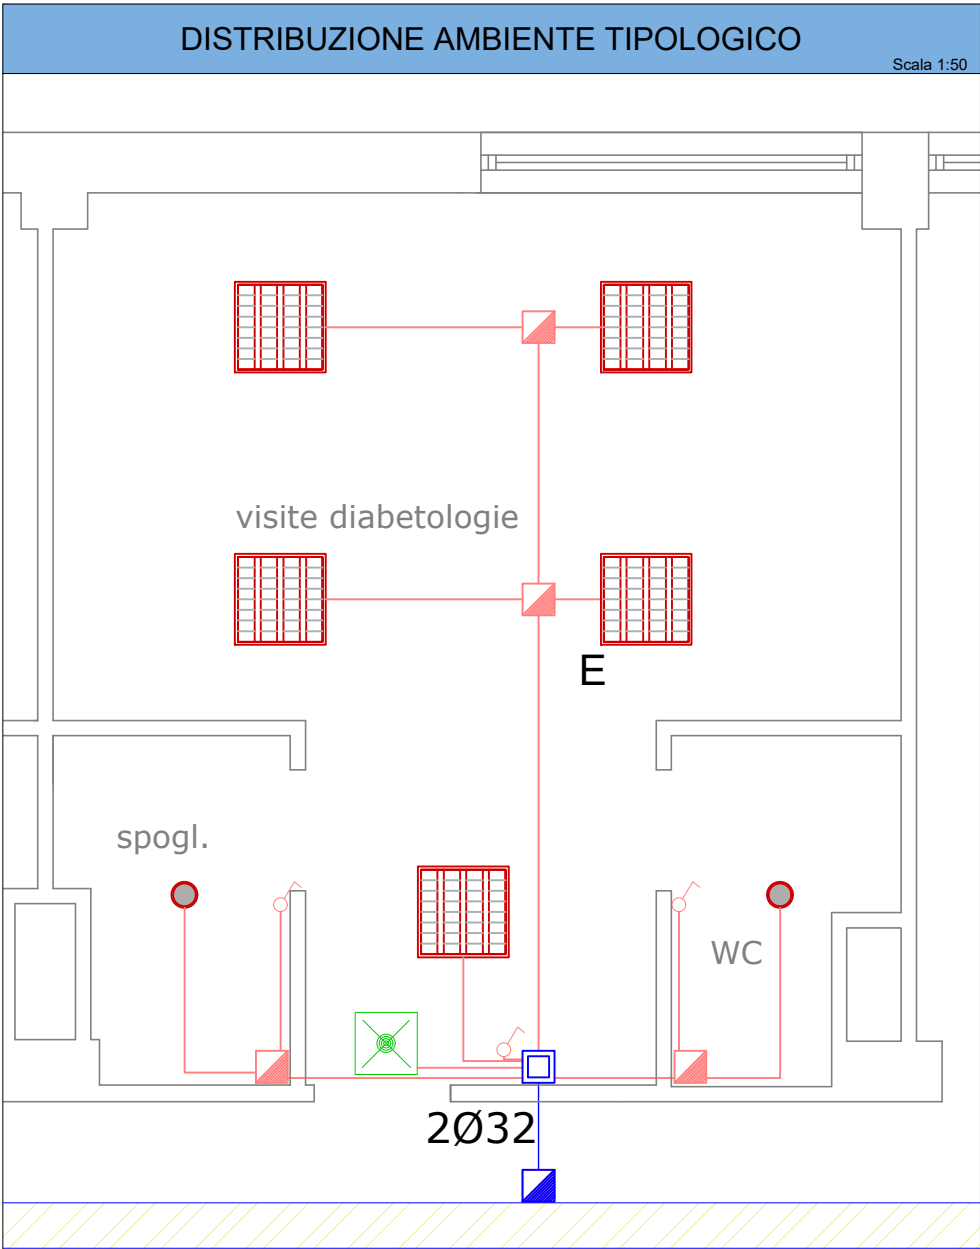 DISTRIBUZIONE AMBIENTE TIPOLOGICO
Scala 1:50
visite diabetologie
E
spogl.
WC
2Ø32